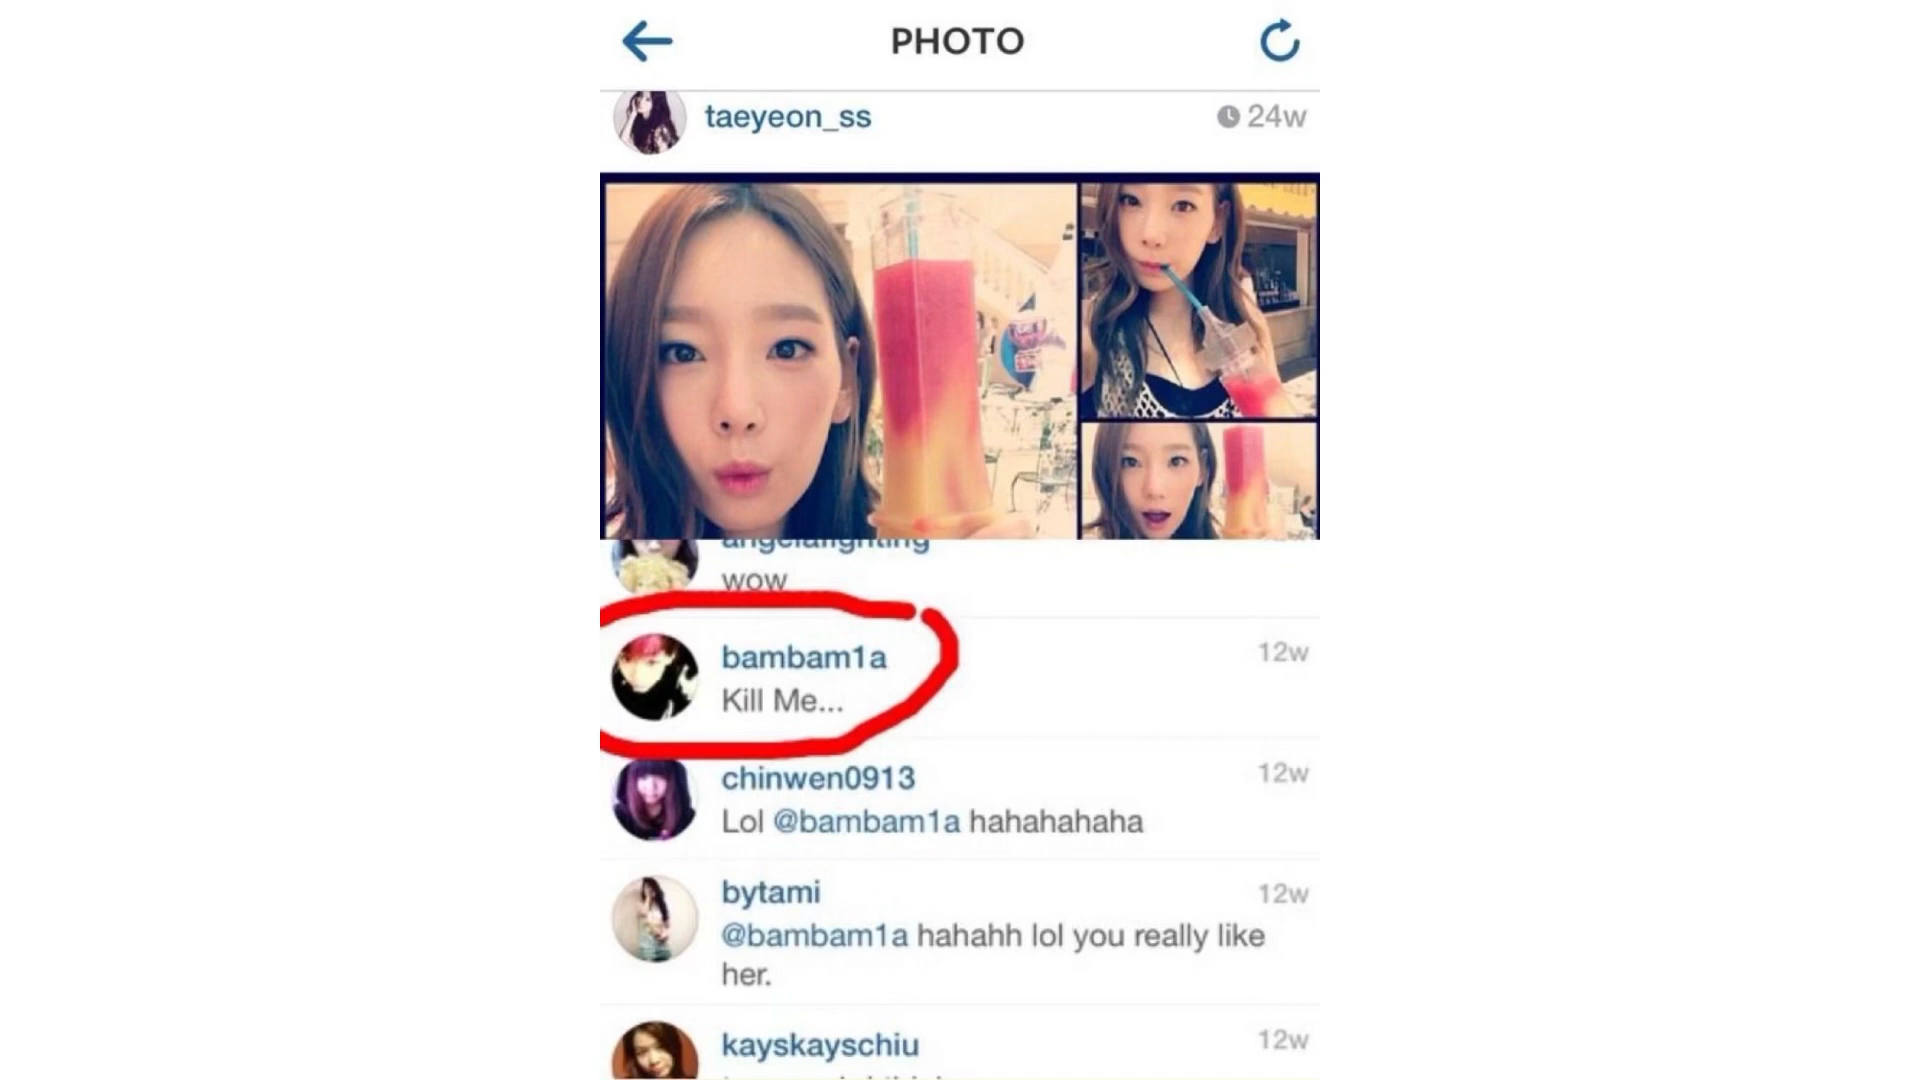 PHOTO
taeyeon_ss
24w
angelafighting
wow
bambam1a
12w
Kill Me...
chinwen0913
12w
Lol @bambam1a hahahahaha
bytami
12w
@bambam1a hahahh lol you really like
her.
kayskayschiu
12w